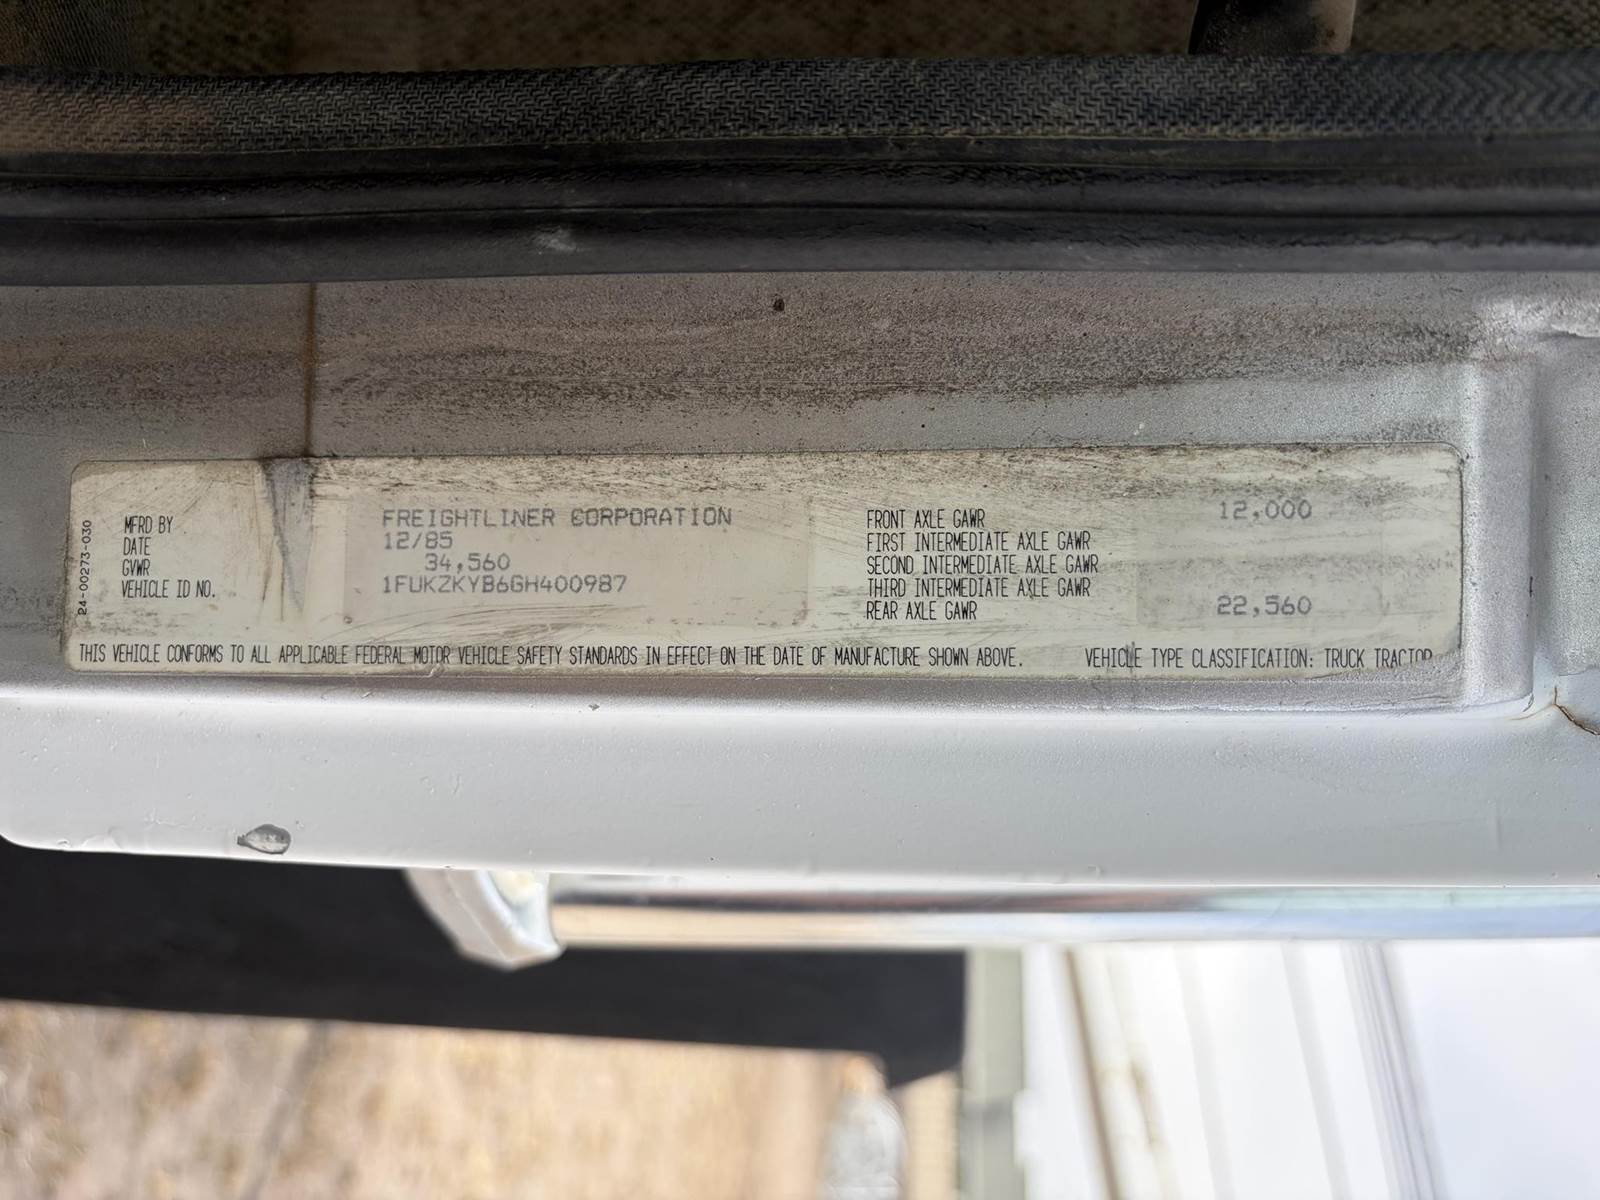 24-00273-030
MFRD BY FREIGHTLINER CORPORATION
DATE 12/85
GVWR 34,560
VEHICLE ID NO. 1FUKZKYB6GH400987
FRONT AXLE GAWR 12,000
FIRST INTERMEDIATE AXLE GAWR
SECOND INTERMEDIATE AXLE GAWR
THIRD INTERMEDIATE AXLE GAWR
REAR AXLE GAWR 22,560
THIS VEHICLE CONFORMS TO ALL APPLICABLE FEDERAL MOTOR VEHICLE SAFETY STANDARDS IN EFFECT ON THE DATE OF MANUFACTURE SHOWN ABOVE. VEHICLE TYPE CLASSIFICATION: TRUCK TRACTOR